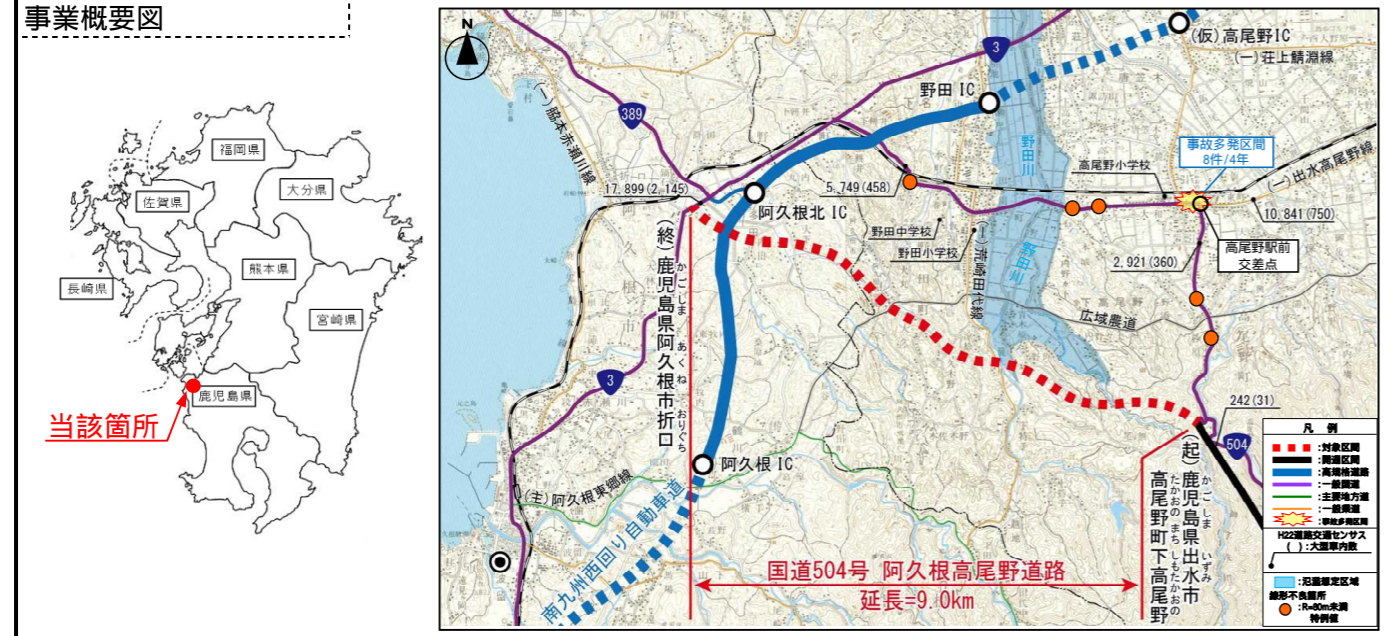 事業概要図
福岡県
大分県
佐賀県
熊本県
長崎県
宮崎県
鹿児島県
当該箇所
N
(仮)高尾野IC
(一)荘上鯖淵線
3
野田 IC
389
(一)脇本赤瀬川線
野田川
事故多発区間
8件/4年
高尾野小学校
(一)出水高尾野線
17,899(2,145)
5,749(458)
阿久根北 IC
10,841(750)
野田中学校
野田小学校
(一)荒崎田代線
野田川
2,921(360)
高尾野駅前
交差点
広域農道
(終)鹿児島県阿久根市折口
かごしま あくね おりぐち
阿久根市
3
242(31)
504
阿久根 IC
(主)阿久根東郷線
南九州西回り自動車道
国道504号 阿久根高尾野道路
延長=9.0km
(起)鹿児島県出水市
かごしま いずみ
高尾野町下高尾野
たかおのまちしもたかおの
凡 例
:対象区間
:開通区間
:高規格道路
:一般国道
:主要地方道
:一般県道
:事故多発区間
H22道路交通センサス
( ):大型車内数
:氾濫想定区域
線形不良箇所
:R=80m未満
特例値